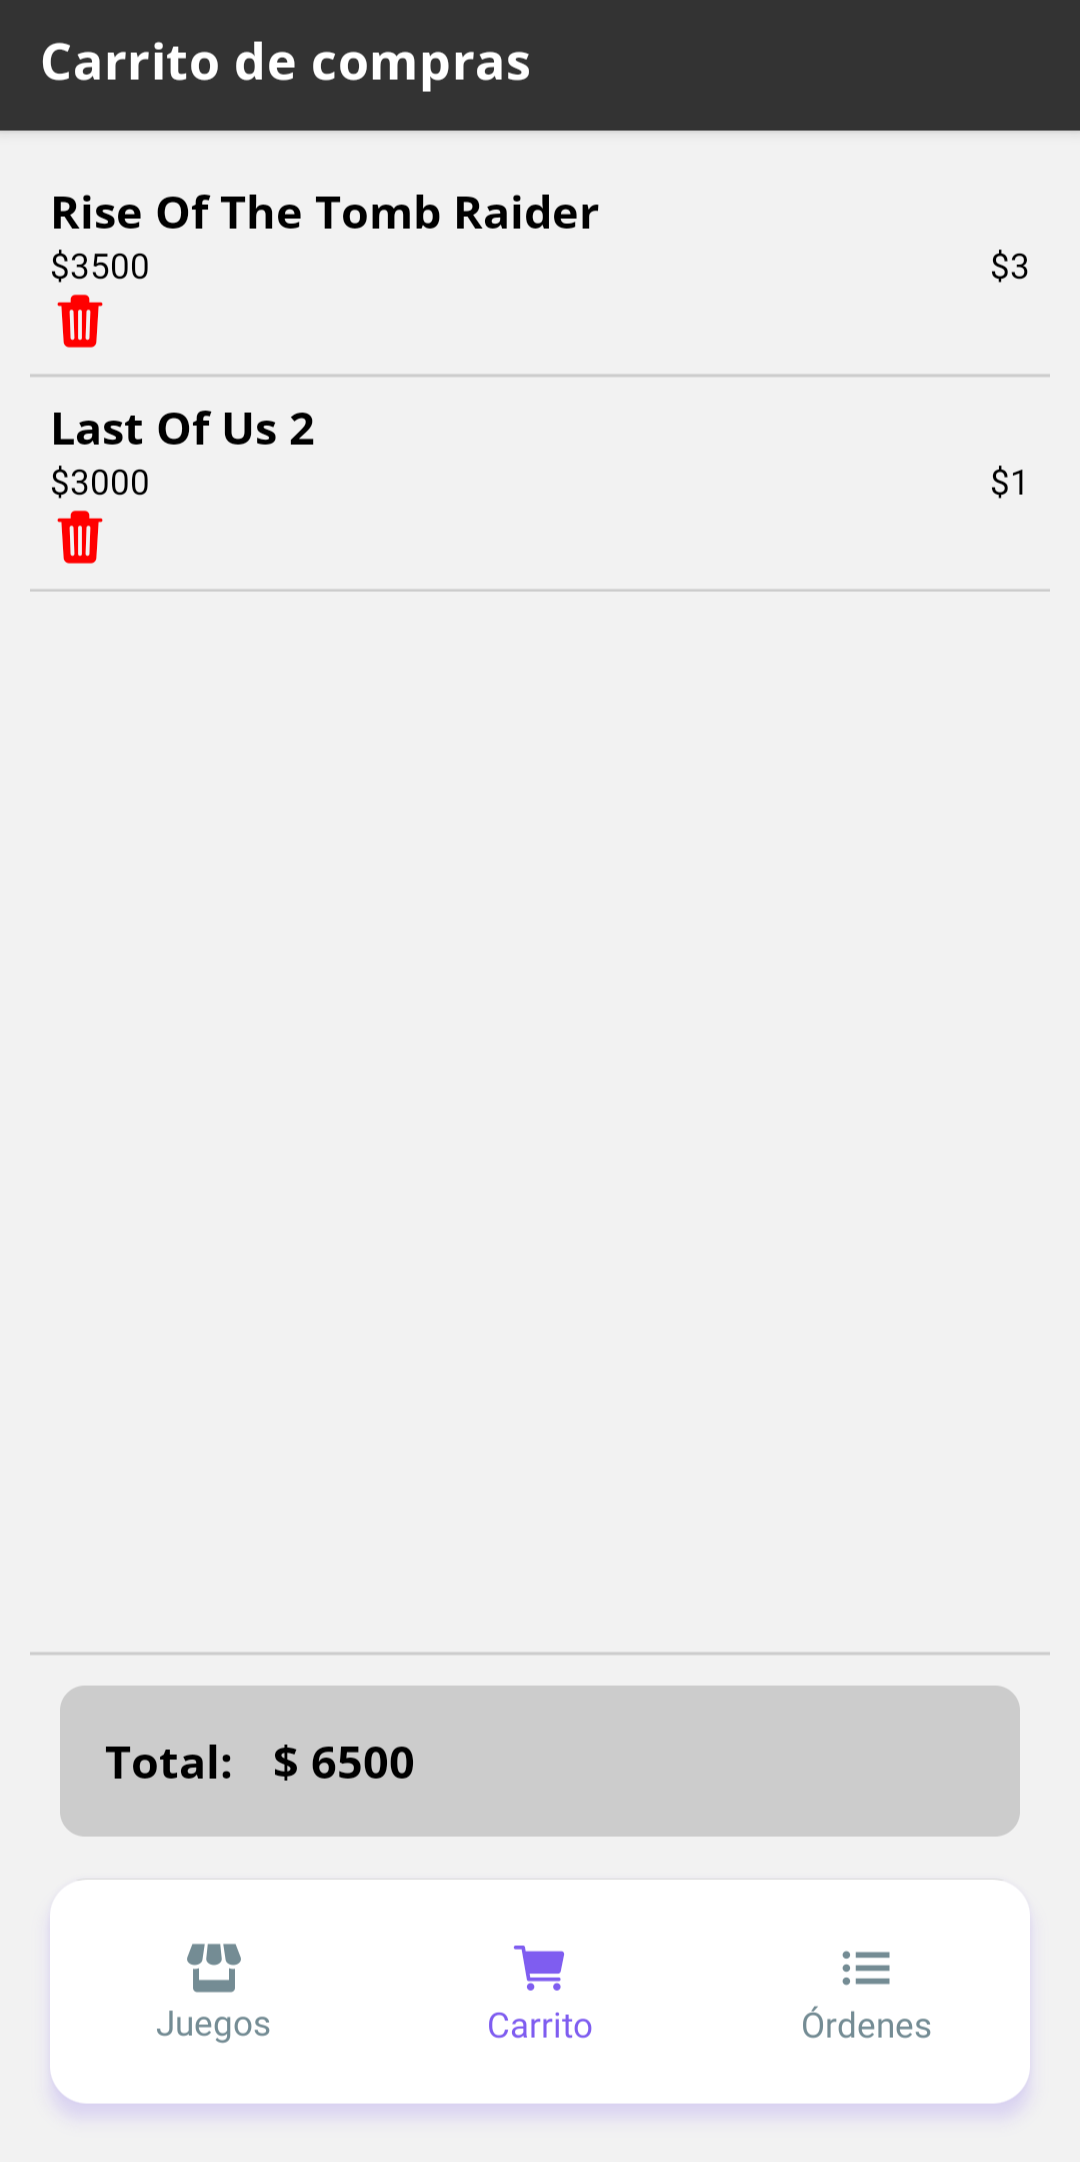 Carrito de compras
Rise Of The Tomb Raider
$3500 $3
Last Of Us 2
$3000 $1
Total: $ 6500
Juegos Carrito Órdenes